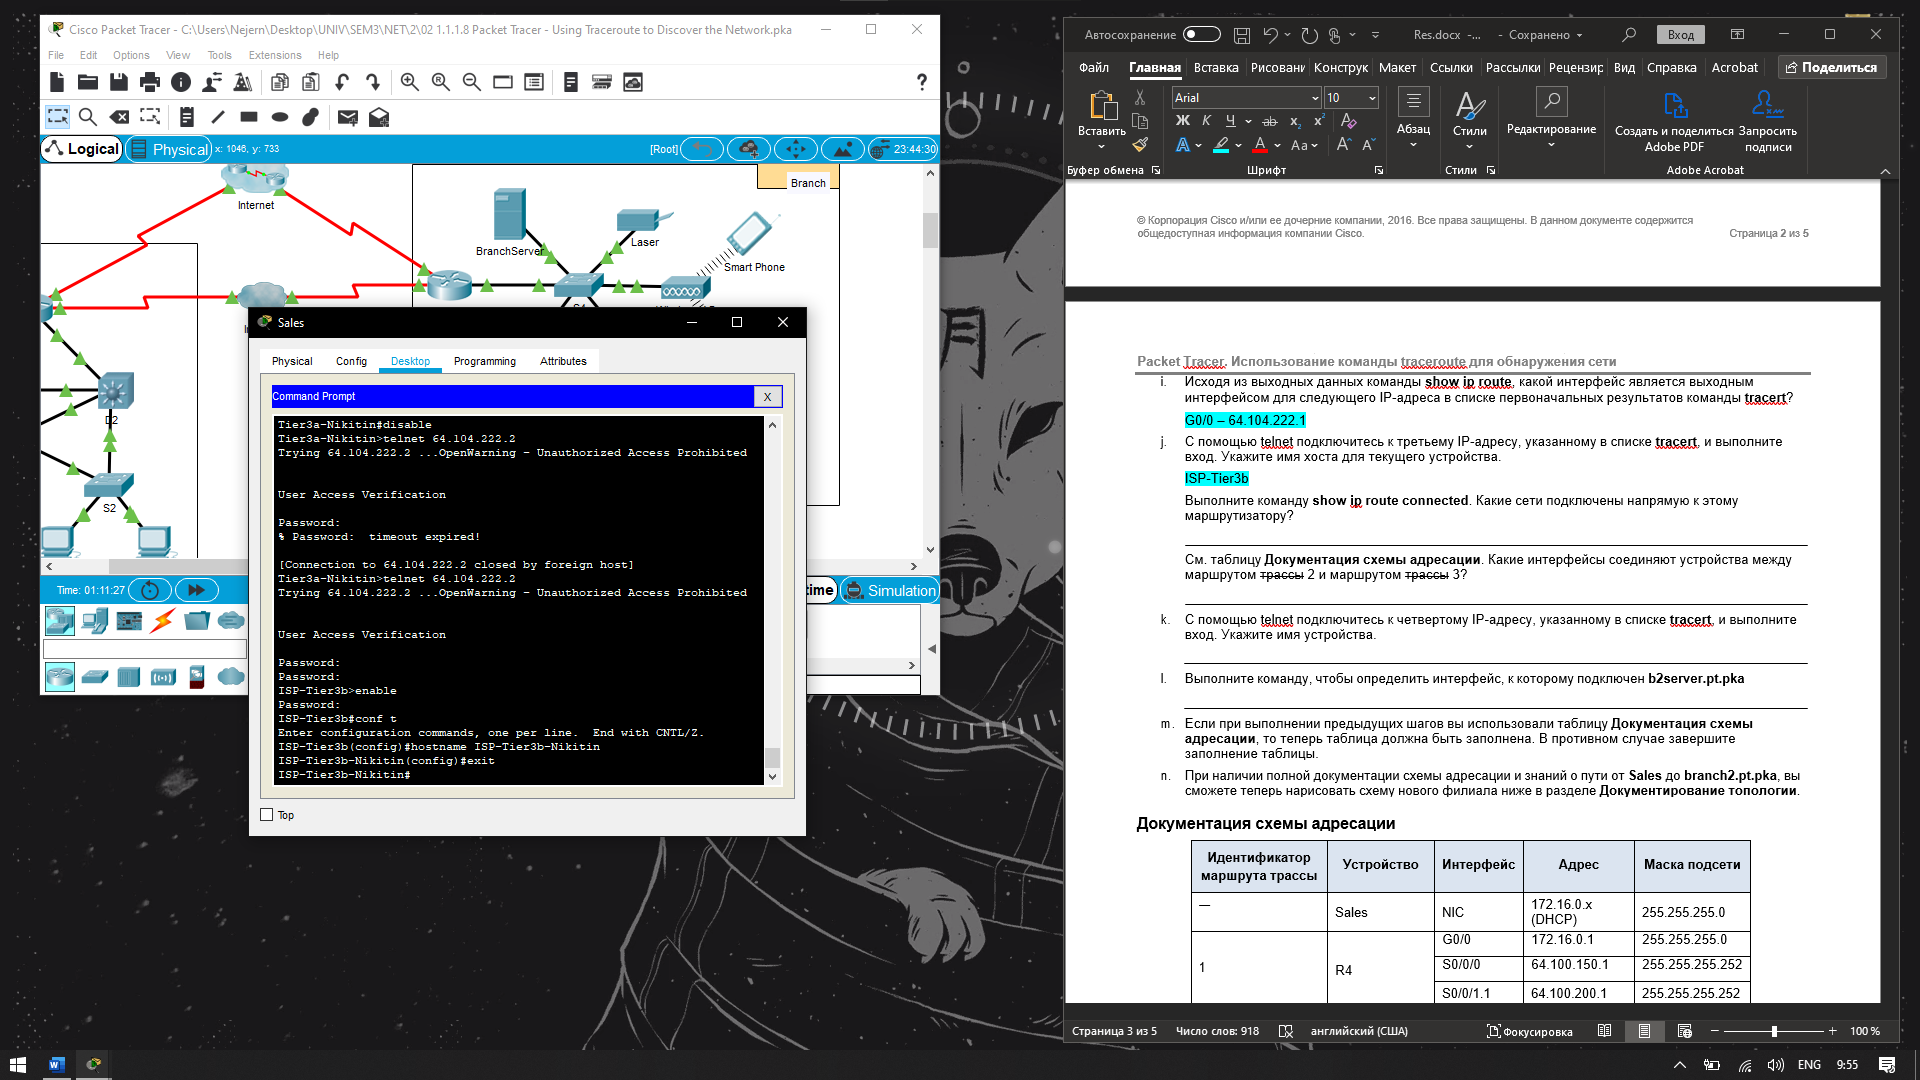 Cisco Packet Tracer - C:\Users\Nejern\Desktop\UNIV\SEM3\NET\2\02 1.1.1.8 Packet Tracer - Using Traceroute to Discover the Network.pka
File Edit Options View Tools Extensions Help
Logical
Physical
x: 1046, y: 733
[Root]
23:44:30
Internet
Branch
BranchServer
Laser
Smart Phone
D2
S2
Time: 01:11:27
Simulation
Sales
Physical Config Desktop Programming Attributes
Command Prompt
X
Tier3a-Nikitin#disable
Tier3a-Nikitin>telnet 64.104.222.2
Trying 64.104.222.2 ...OpenWarning - Unauthorized Access Prohibited
User Access Verification
Password:
% Password:  timeout expired!
[Connection to 64.104.222.2 closed by foreign host]
Tier3a-Nikitin>telnet 64.104.222.2
Trying 64.104.222.2 ...OpenWarning - Unauthorized Access Prohibited
User Access Verification
Password:
Password:
ISP-Tier3b>enable
Password:
ISP-Tier3b#conf t
Enter configuration commands, one per line.  End with CNTL/Z.
ISP-Tier3b(config)#hostname ISP-Tier3b-Nikitin
ISP-Tier3b-Nikitin(config)#exit
ISP-Tier3b-Nikitin#
Top
Автосохранение
Res.docx -... - Сохранено
Вход
Файл Главная Вставка Рисовани Конструк Макет Ссылки Рассылки Рецензир Вид Справка Acrobat Поделиться
Вставить
Arial
10
Ж К Ч
Абзац
Стили
Редактирование
Создать и поделиться Adobe PDF
Запросить подписи
Буфер обмена
Шрифт
Стили
Adobe Acrobat
© Корпорация Cisco и/или ее дочерние компании, 2016. Все права защищены. В данном документе содержится
общедоступная информация компании Cisco. Страница 2 из 5
Packet Tracer. Использование команды traceroute для обнаружения сети
i. Исходя из выходных данных команды show ip route, какой интерфейс является выходным
интерфейсом для следующего IP-адреса в списке первоначальных результатов команды tracert?
G0/0 – 64.104.222.1
j. С помощью telnet подключитесь к третьему IP-адресу, указанному в списке tracert, и выполните
вход. Укажите имя хоста для текущего устройства.
ISP-Tier3b
Выполните команду show ip route connected. Какие сети подключены напрямую к этому
маршрутизатору?
См. таблицу Документация схемы адресации. Какие интерфейсы соединяют устройства между
маршрутом трассы 2 и маршрутом трассы 3?
k. С помощью telnet подключитесь к четвертому IP-адресу, указанному в списке tracert, и выполните
вход. Укажите имя устройства.
l. Выполните команду, чтобы определить интерфейс, к которому подключен b2server.pt.pka
m. Если при выполнении предыдущих шагов вы использовали таблицу Документация схемы
адресации, то теперь таблица должна быть заполнена. В противном случае завершите
заполнение таблицы.
n. При наличии полной документации схемы адресации и знаний о пути от Sales до branch2.pt.pka, вы
сможете теперь нарисовать схему нового филиала ниже в разделе Документирование топологии.
Документация схемы адресации
Идентификатор маршрута трассы Устройство Интерфейс Адрес Маска подсети
— Sales NIC 172.16.0.x (DHCP) 255.255.255.0
1 R4 G0/0 172.16.0.1 255.255.255.0
S0/0/0 64.100.150.1 255.255.255.252
S0/0/1.1 64.100.200.1 255.255.255.252
Страница 3 из 5 Число слов: 918 английский (США) Фокусировка 100 %
ENG 9:55